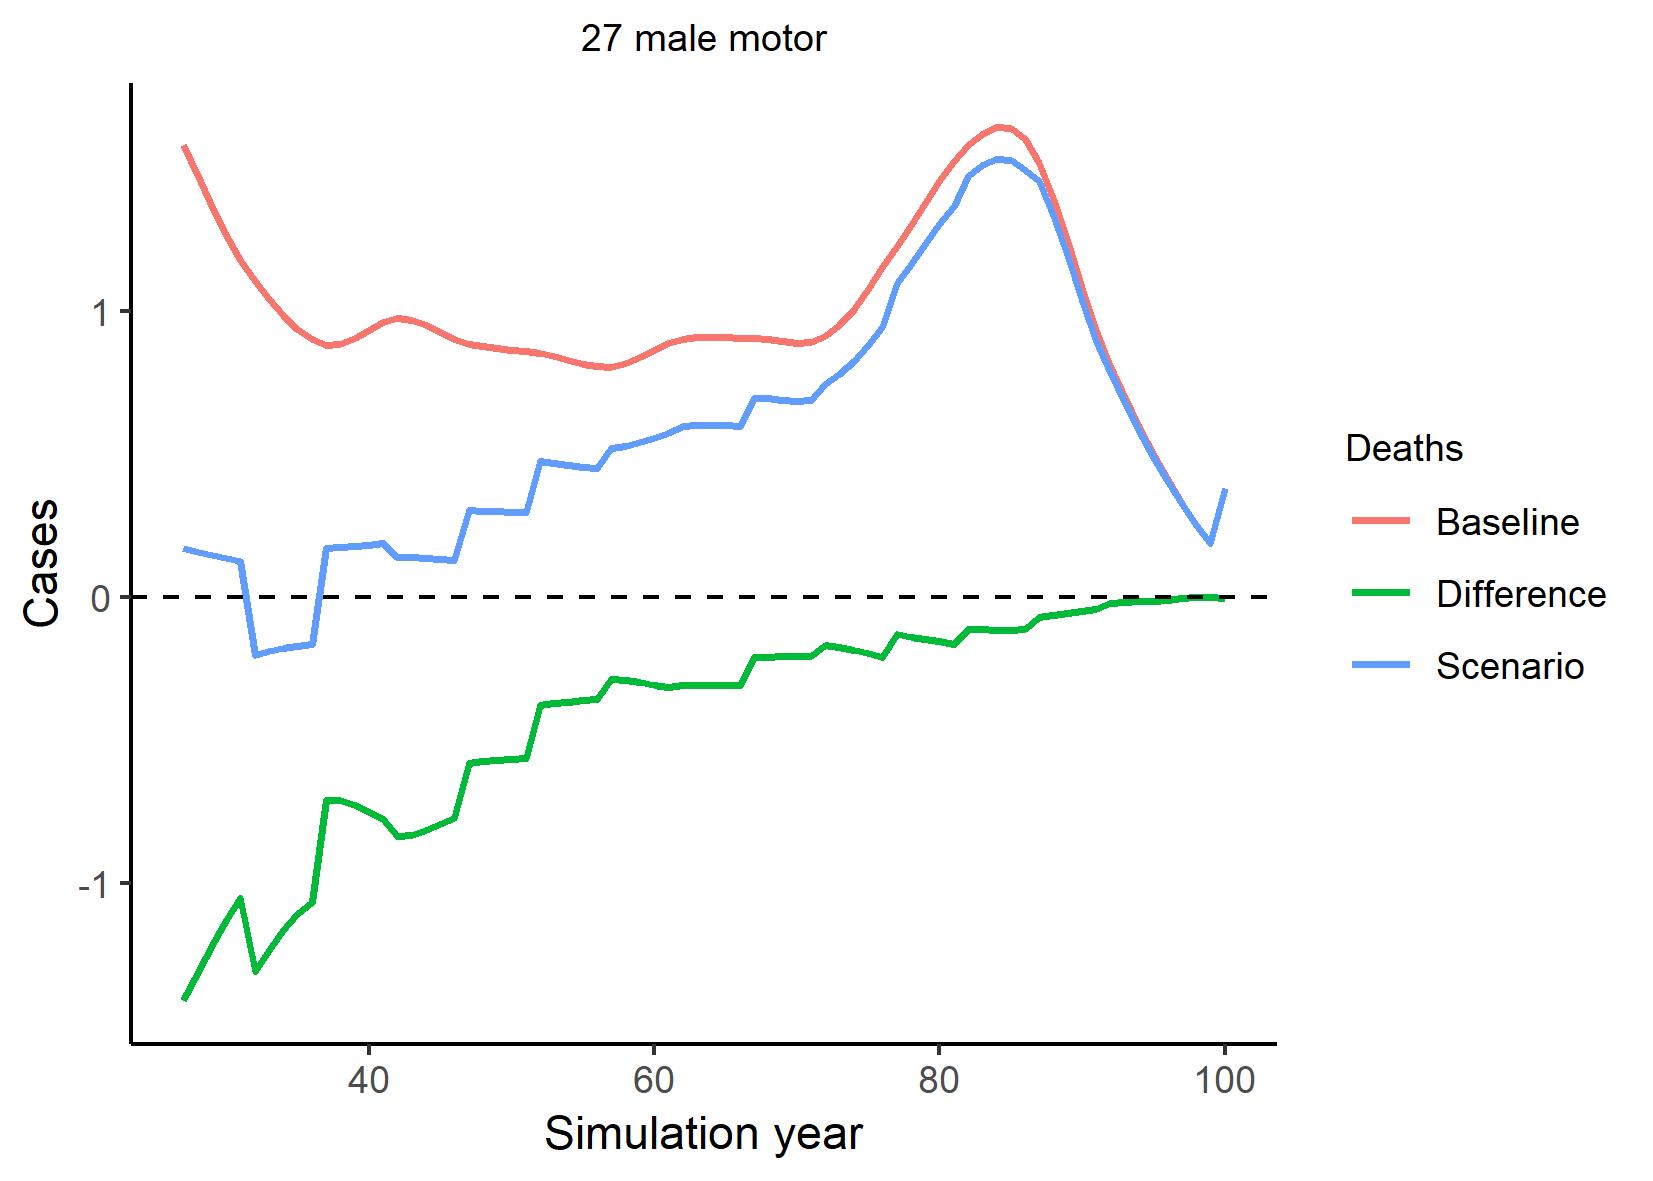 27 male motor
Cases
1
0
-1
40 60 80 100
Simulation year
Deaths
Baseline
Difference
Scenario